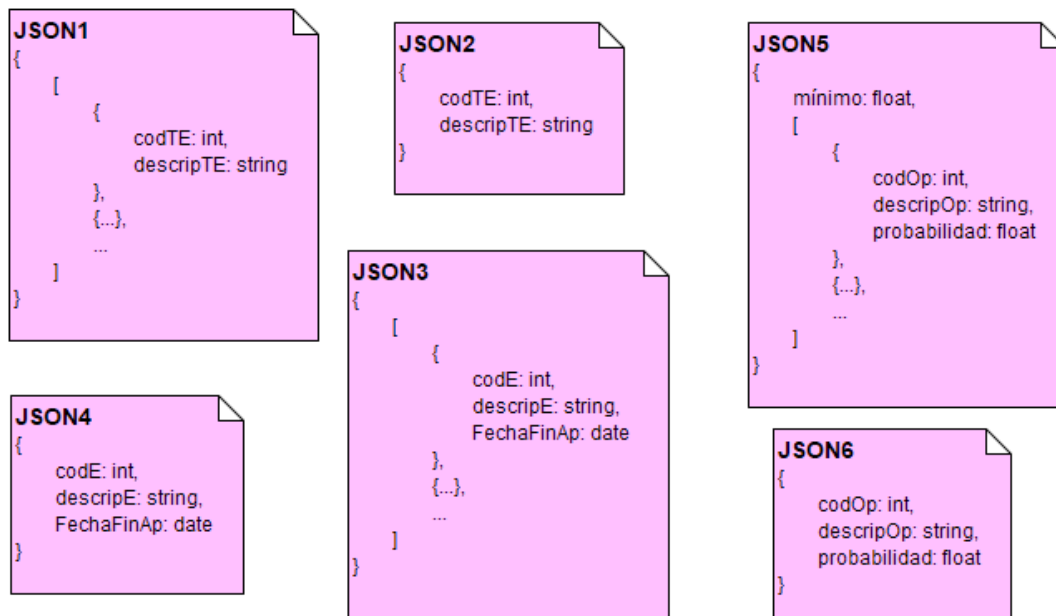 JSON1
{
[
{
codTE: int,
descripTE: string
},
{...},
...
]
}
JSON2
{
codTE: int,
descripTE: string
}
JSON5
{
mínimo: float,
[
{
codOp: int,
descripOp: string,
probabilidad: float
},
{...},
...
]
}
JSON4
{
codE: int,
descripE: string,
FechaFinAp: date
}
JSON3
{
[
{
codE: int,
descripE: string,
FechaFinAp: date
},
{...},
...
]
}
JSON6
{
codOp: int,
descripOp: string,
probabilidad: float
}